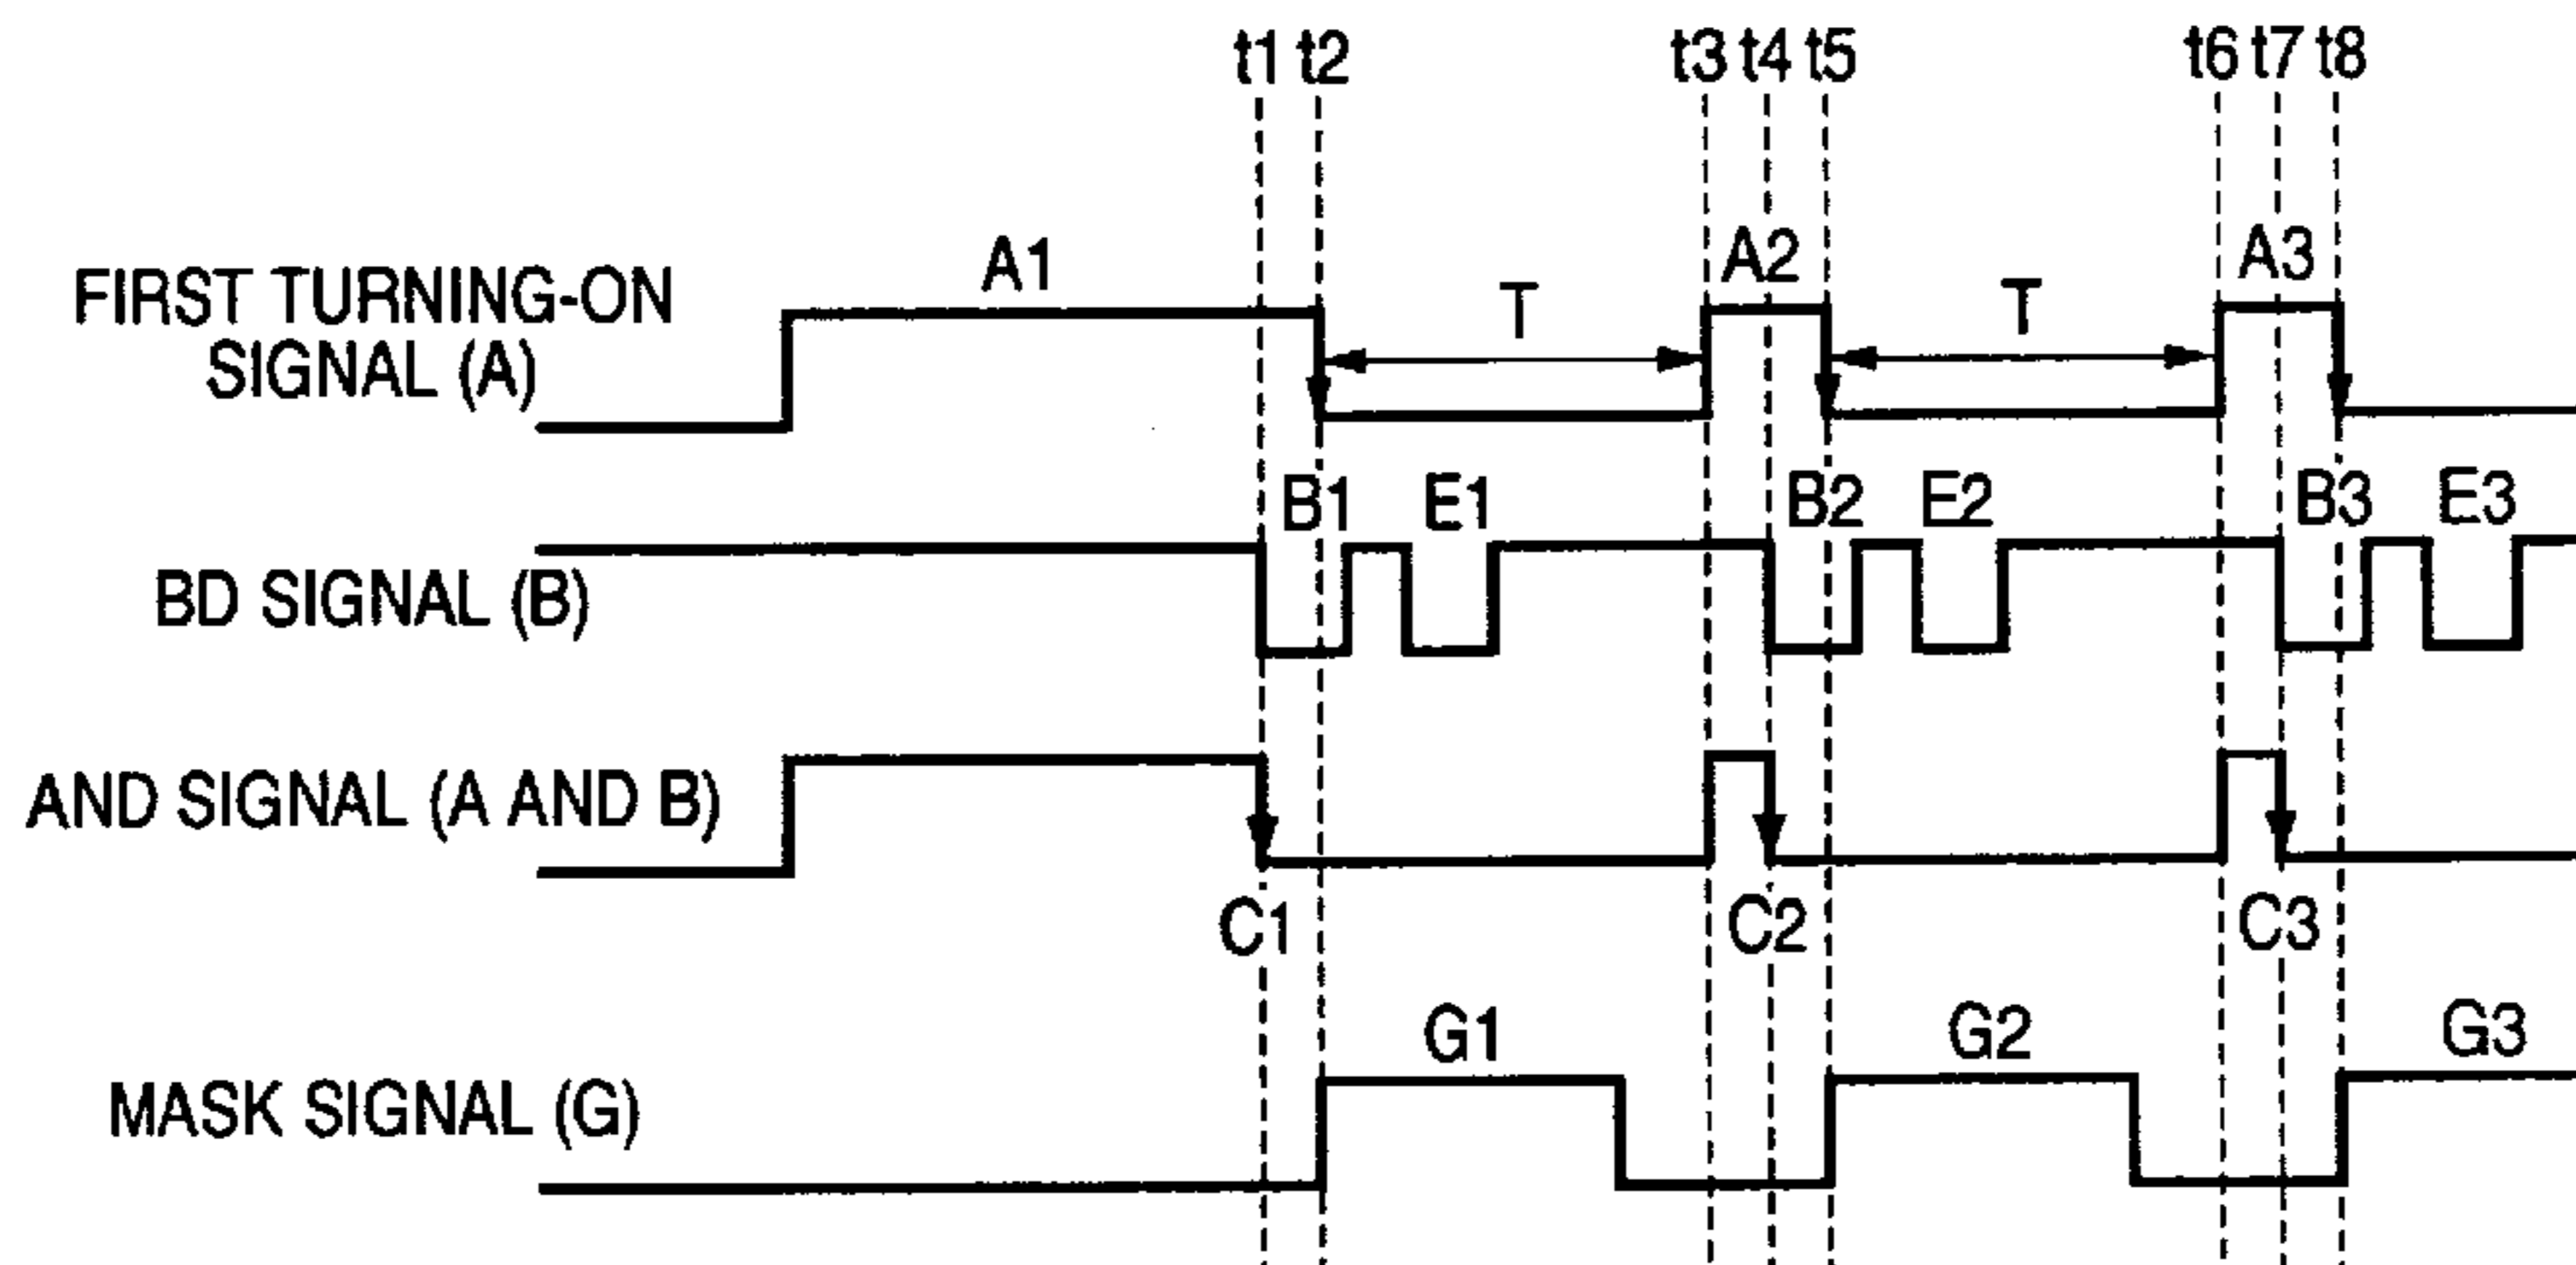 t1 t2 t3 t4 t5 t6 t7 t8
A1 A2 A3
FIRST TURNING-ON
SIGNAL (A)
T T
B1 E1 B2 E2 B3 E3
BD SIGNAL (B)
AND SIGNAL (A AND B)
C1 C2 C3
G1 G2 G3
MASK SIGNAL (G)